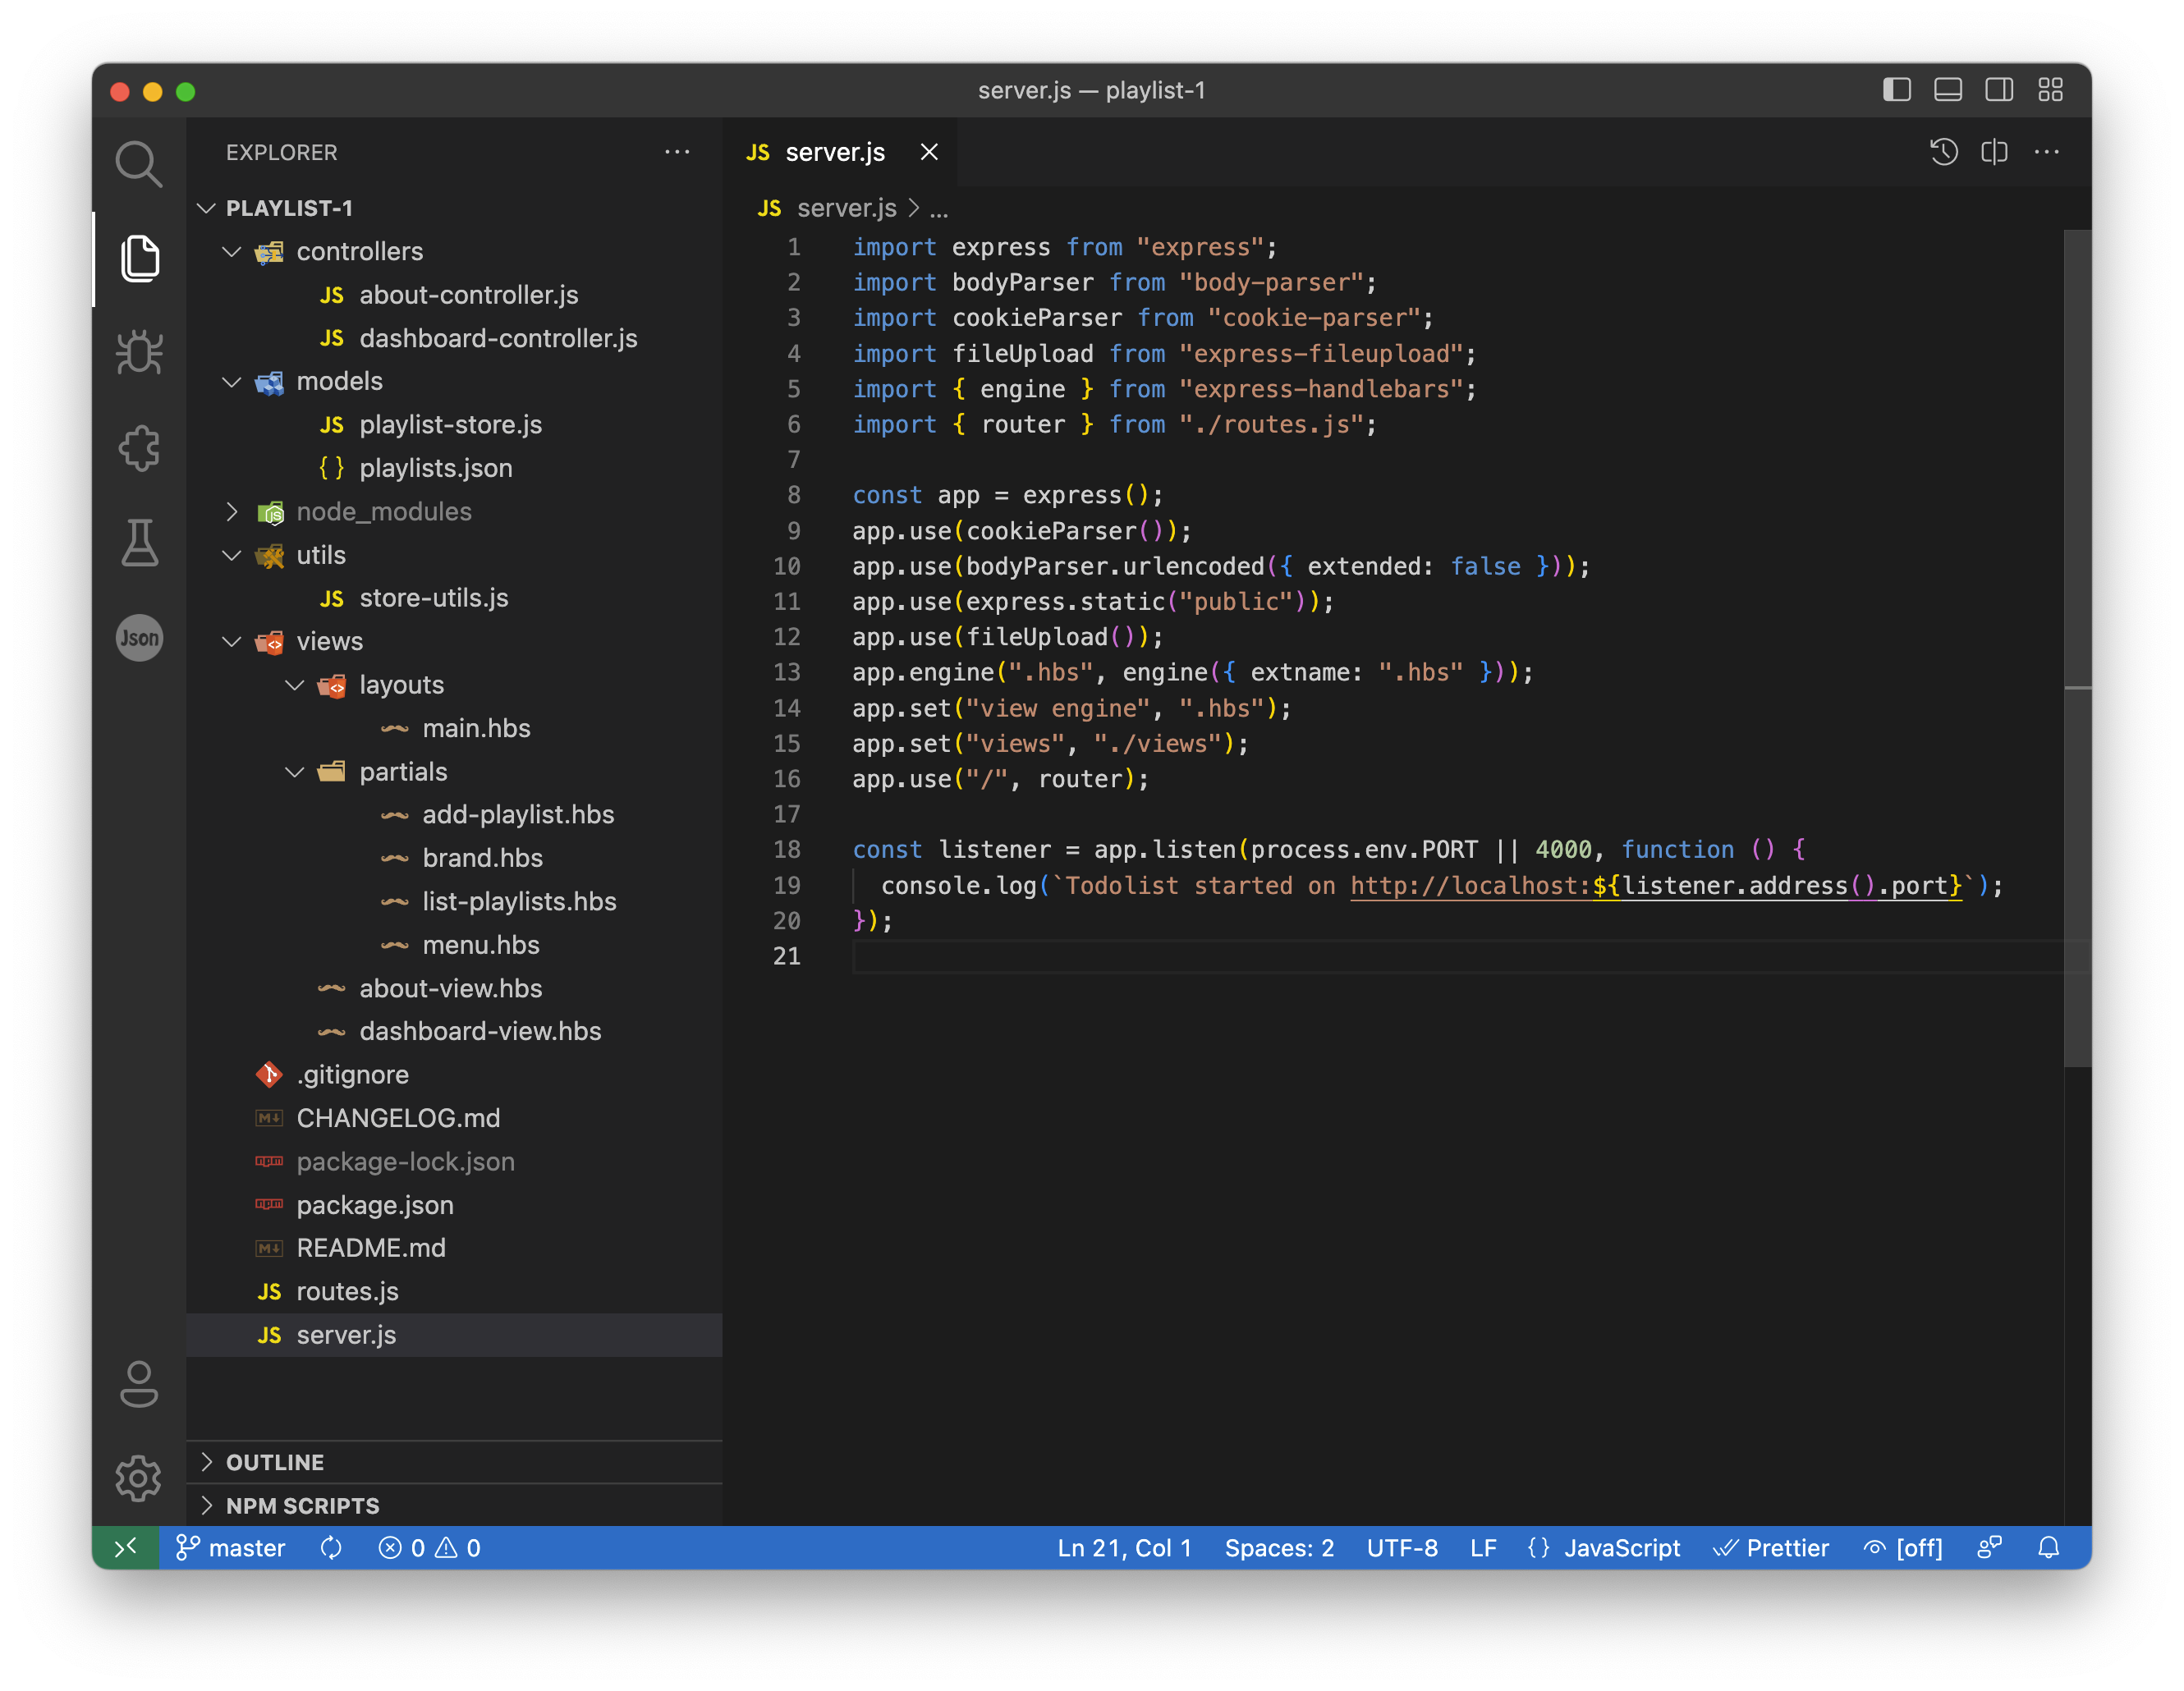 server.js — playlist-1
EXPLORER
PLAYLIST-1
controllers
JS about-controller.js
JS dashboard-controller.js
models
JS playlist-store.js
{ } playlists.json
JS node_modules
utils
JS store-utils.js
views
layouts
main.hbs
partials
add-playlist.hbs
brand.hbs
list-playlists.hbs
menu.hbs
about-view.hbs
dashboard-view.hbs
.gitignore
M↓ CHANGELOG.md
npm package-lock.json
npm package.json
M↓ README.md
JS routes.js
JS server.js
OUTLINE
NPM SCRIPTS
Json
JS server.js
JS server.js > ...
1 import express from "express";
2 import bodyParser from "body-parser";
3 import cookieParser from "cookie-parser";
4 import fileUpload from "express-fileupload";
5 import { engine } from "express-handlebars";
6 import { router } from "./routes.js";
7
8 const app = express();
9 app.use(cookieParser());
10 app.use(bodyParser.urlencoded({ extended: false }));
11 app.use(express.static("public"));
12 app.use(fileUpload());
13 app.engine(".hbs", engine({ extname: ".hbs" }));
14 app.set("view engine", ".hbs");
15 app.set("views", "./views");
16 app.use("/", router);
17
18 const listener = app.listen(process.env.PORT || 4000, function () {
19   console.log(`Todolist started on http://localhost:${listener.address().port}`);
20 });
21
master 0 0 Ln 21, Col 1 Spaces: 2 UTF-8 LF {} JavaScript Prettier [off]